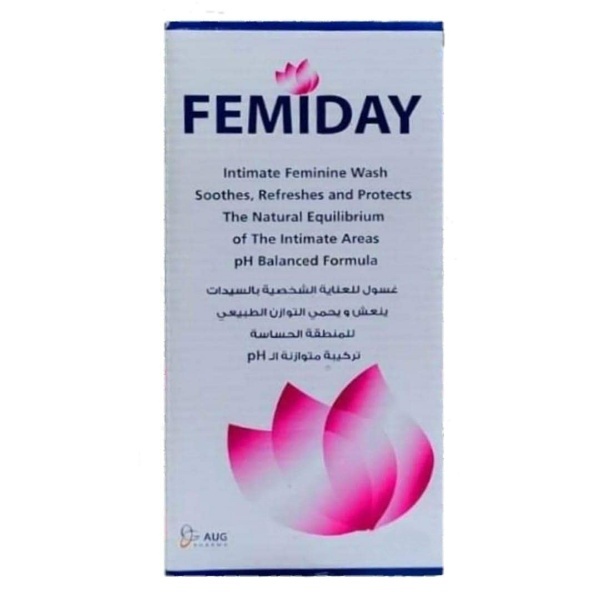 FEMIDAY
Intimate Feminine Wash
Soothes, Refreshes and Protects
The Natural Equilibrium
of The Intimate Areas
pH Balanced Formula
غسول للعناية الشخصية بالسيدات
ينعش و يحمي التوازن الطبيعي
للمنطقة الحساسة
تركيبة متوازنة الـ pH
AUG
PHARMA